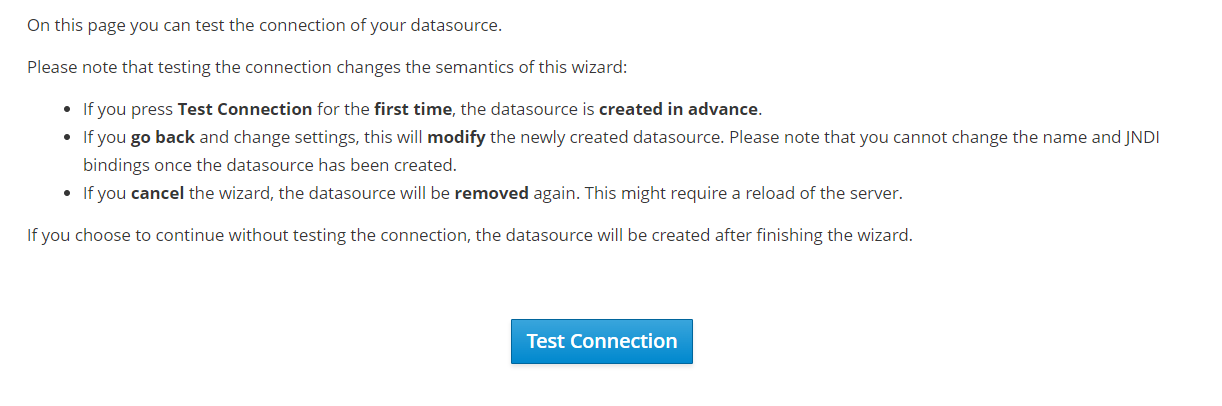 On this page you can test the connection of your datasource.
Please note that testing the connection changes the semantics of this wizard:
• If you press Test Connection for the first time, the datasource is created in advance.
• If you go back and change settings, this will modify the newly created datasource. Please note that you cannot change the name and JNDI
bindings once the datasource has been created.
• If you cancel the wizard, the datasource will be removed again. This might require a reload of the server.
If you choose to continue without testing the connection, the datasource will be created after finishing the wizard.
Test Connection